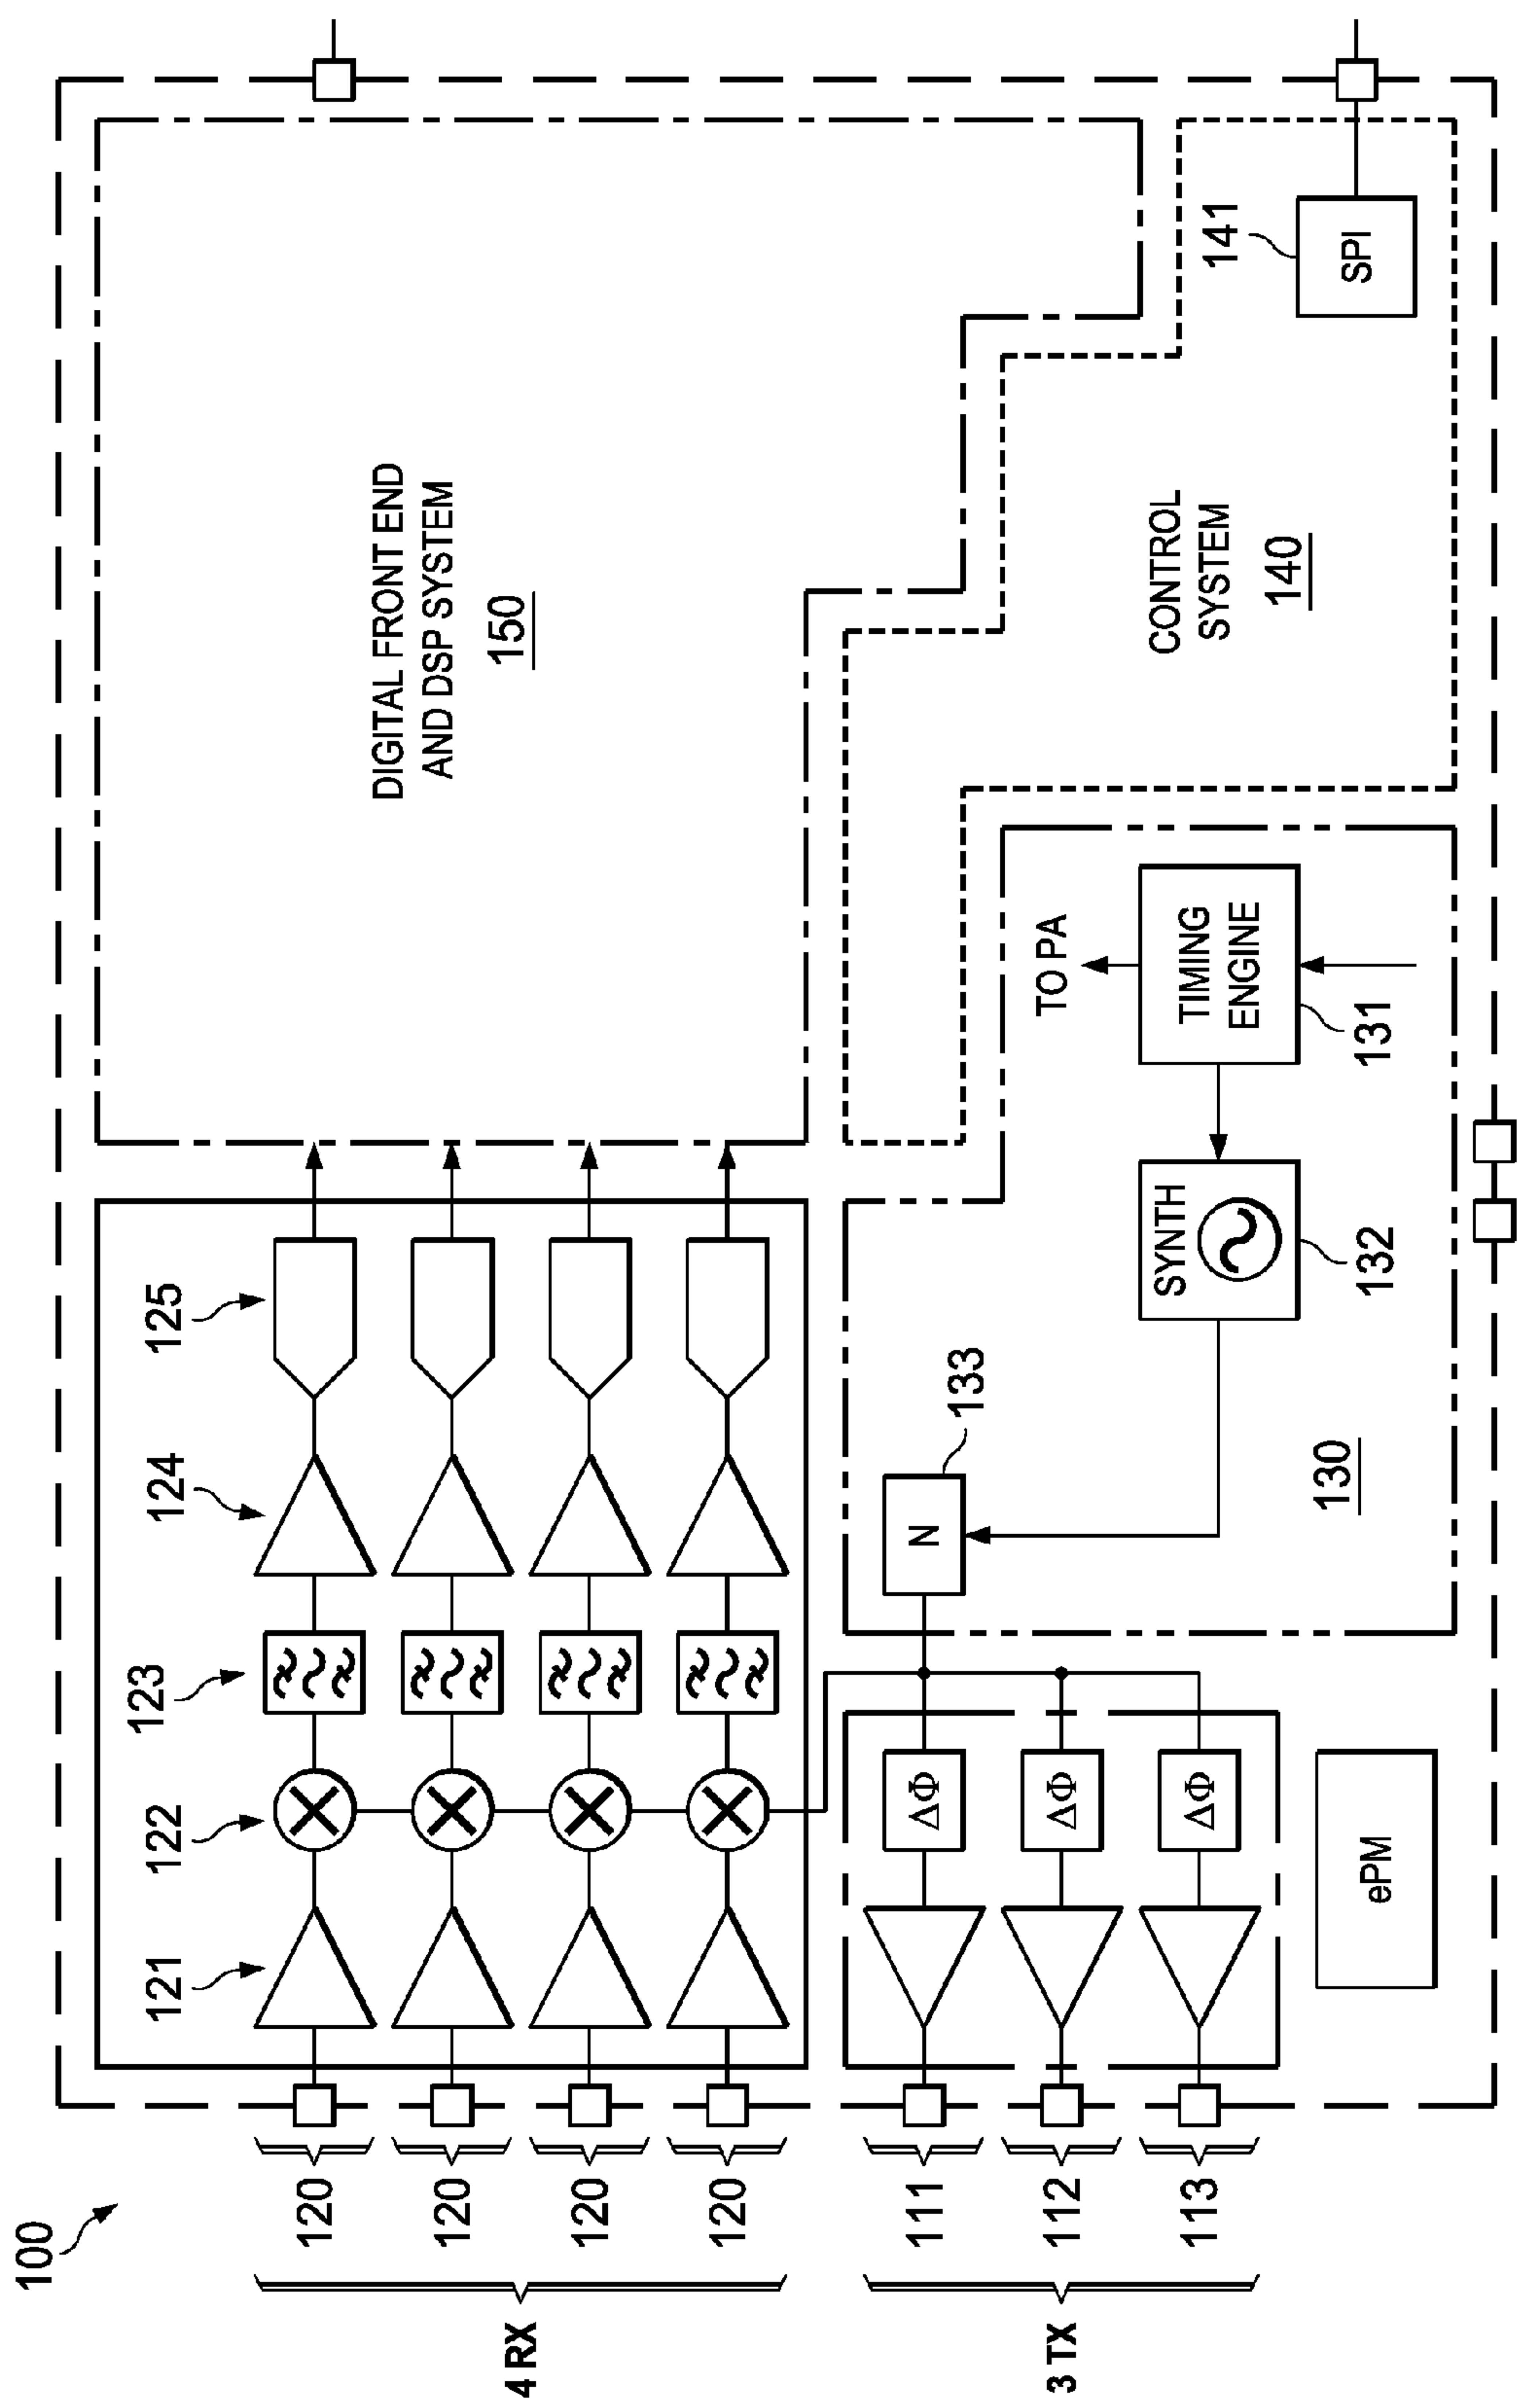 100
4 RX
120
120
120
120
121
122
123
124
125
DIGITAL FRONT END
AND DSP SYSTEM
150
3 TX
111
112
113
ΔΦ
ΔΦ
ΔΦ
ePM
N
133
130
SYNTH
132
TO PA
TIMING
ENGINE
131
CONTROL
SYSTEM
140
141
SPI